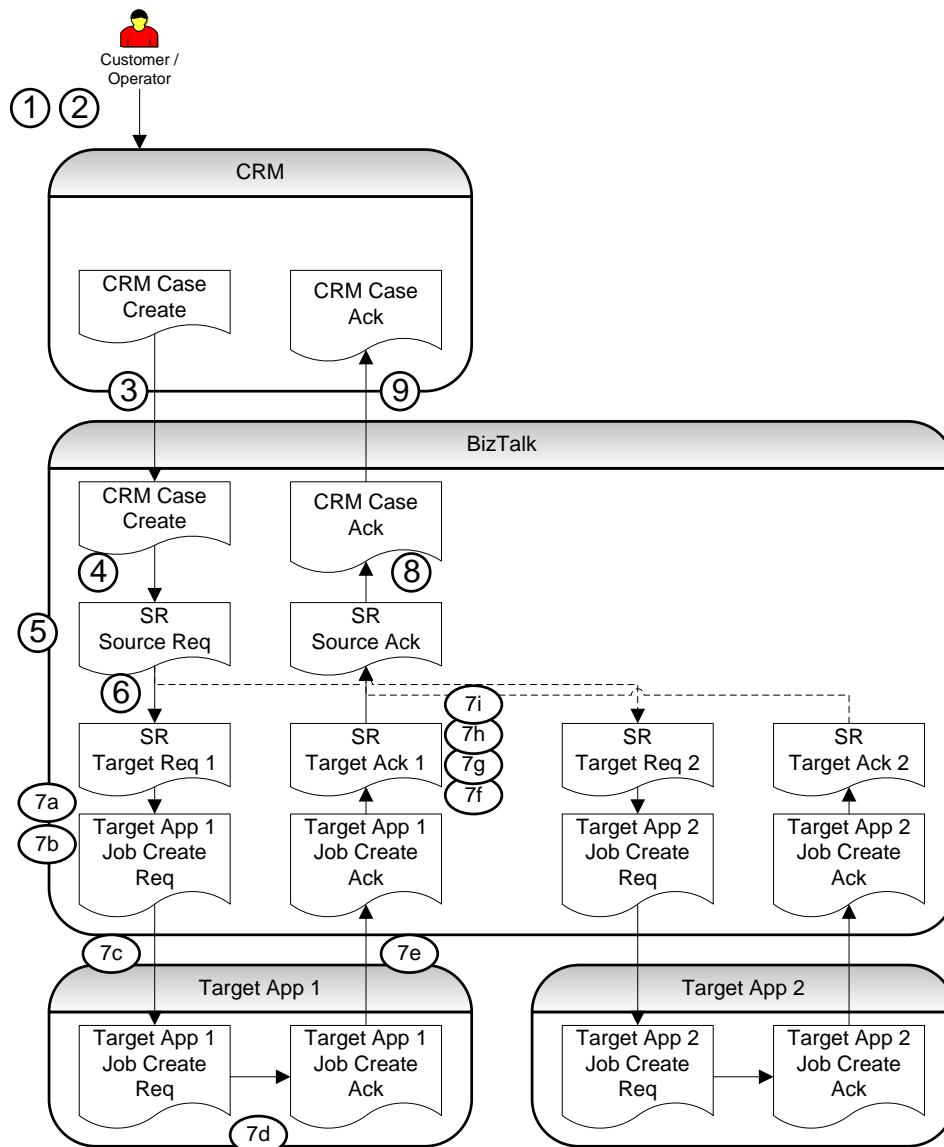 Customer /
Operator
1
2
CRM
CRM Case
Create
CRM Case
Ack
3
9
BizTalk
CRM Case
Create
CRM Case
Ack
4
8
5
SR
Source Req
SR
Source Ack
6
7i
7h
7g
7f
SR
Target Req 1
SR
Target Ack 1
SR
Target Req 2
SR
Target Ack 2
7a
7b
Target App 1
Job Create
Req
Target App 1
Job Create
Ack
Target App 2
Job Create
Req
Target App 2
Job Create
Ack
7c
7e
Target App 1
Target App 2
Target App 1
Job Create
Req
Target App 1
Job Create
Ack
Target App 2
Job Create
Req
Target App 2
Job Create
Ack
7d